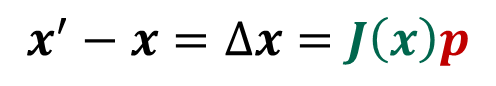 x′ − x = Δx = J(x)p